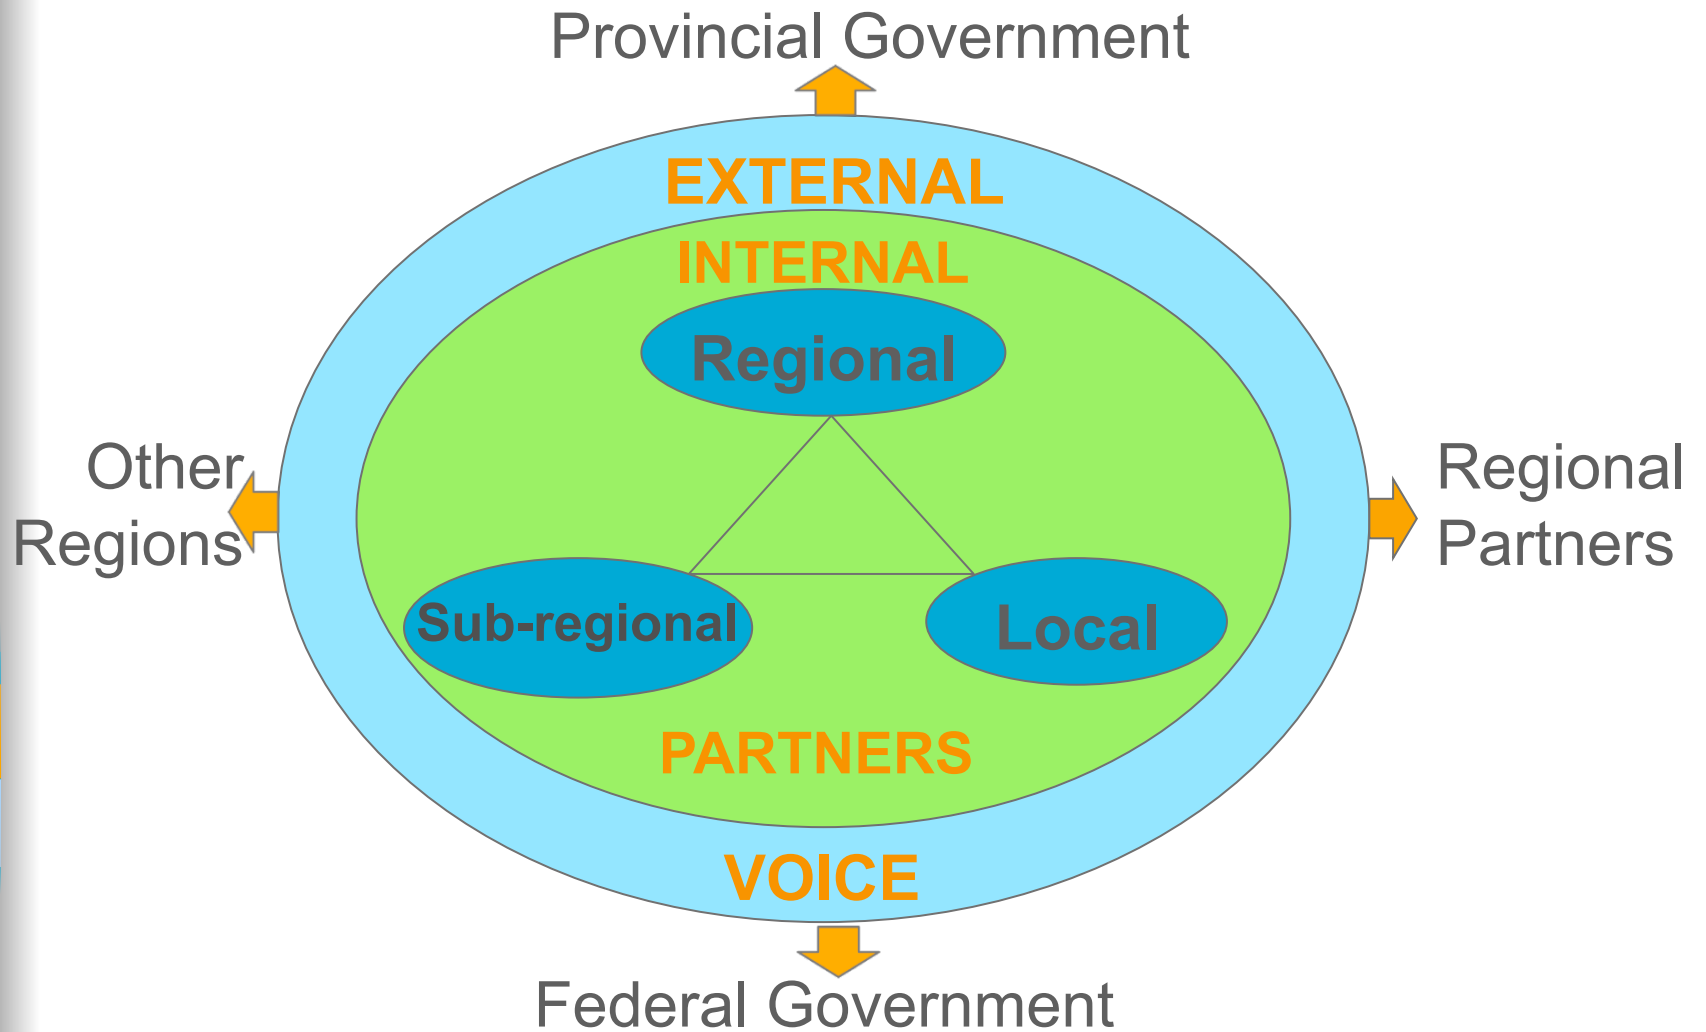 Provincial Government
EXTERNAL
INTERNAL
Regional
Other
Regions
Regional
Partners
Sub-regional
Local
PARTNERS
VOICE
Federal Government